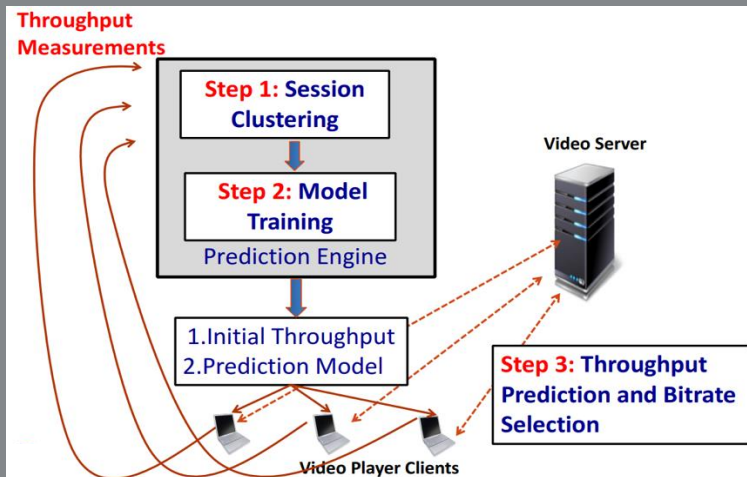 Throughput
Measurements
Step 1: Session
Clustering
Step 2: Model
Training
Prediction Engine
Video Server
1.Initial Throughput
2.Prediction Model
Step 3: Throughput
Prediction and Bitrate
Selection
Video Player Clients